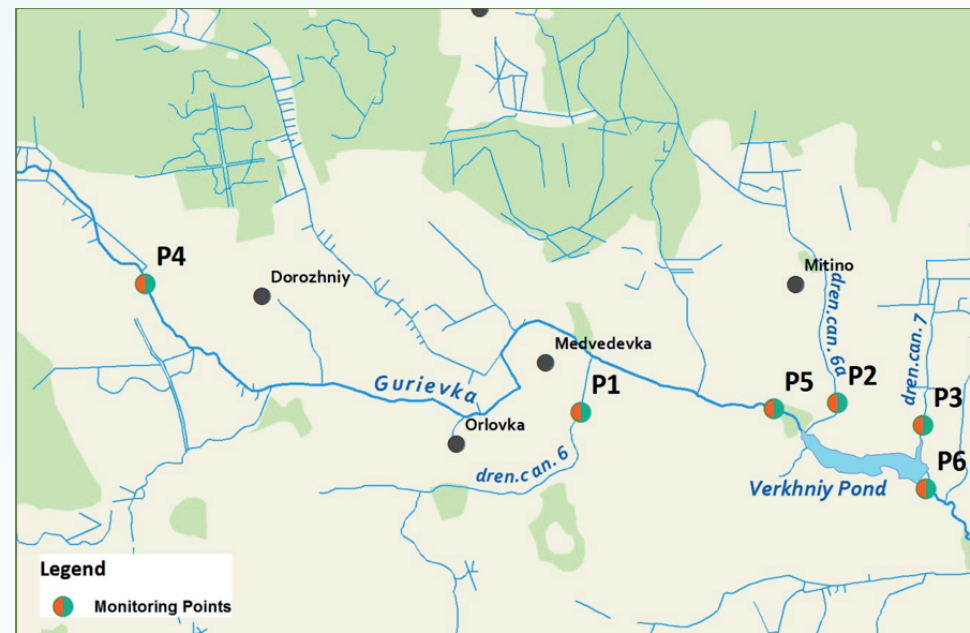 P4
Dorozhniy
Mitino
dren.can. 6a
dren.can. 7
Medvedevka
Gurievka
P1
P5
P2
P3
Orlovka
dren.can. 6
P6
Verkhniy Pond
Legend
Monitoring Points